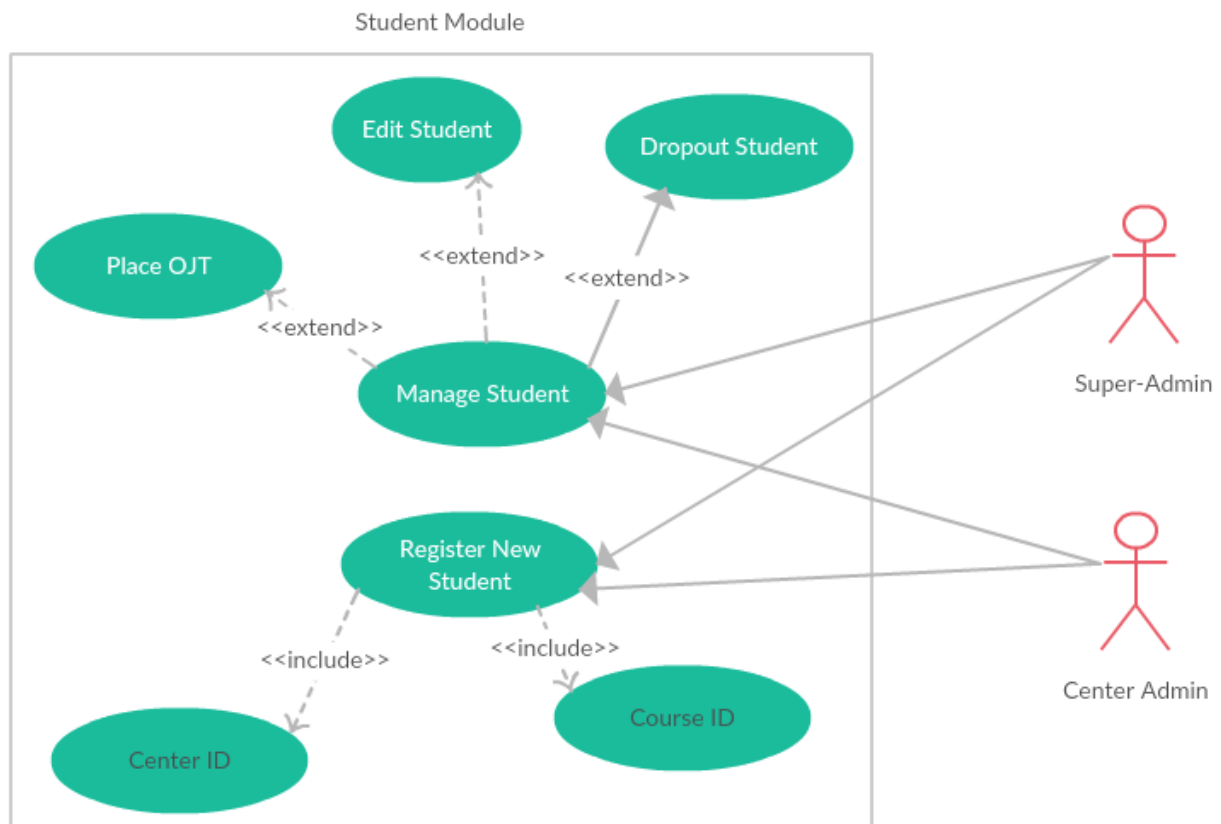 Student Module
Edit Student
Dropout Student
Place OJT
<<extend>>
<<extend>>
<<extend>>
Manage Student
Super-Admin
Register New
Student
<<include>>
<<include>>
Center Admin
Course ID
Center ID